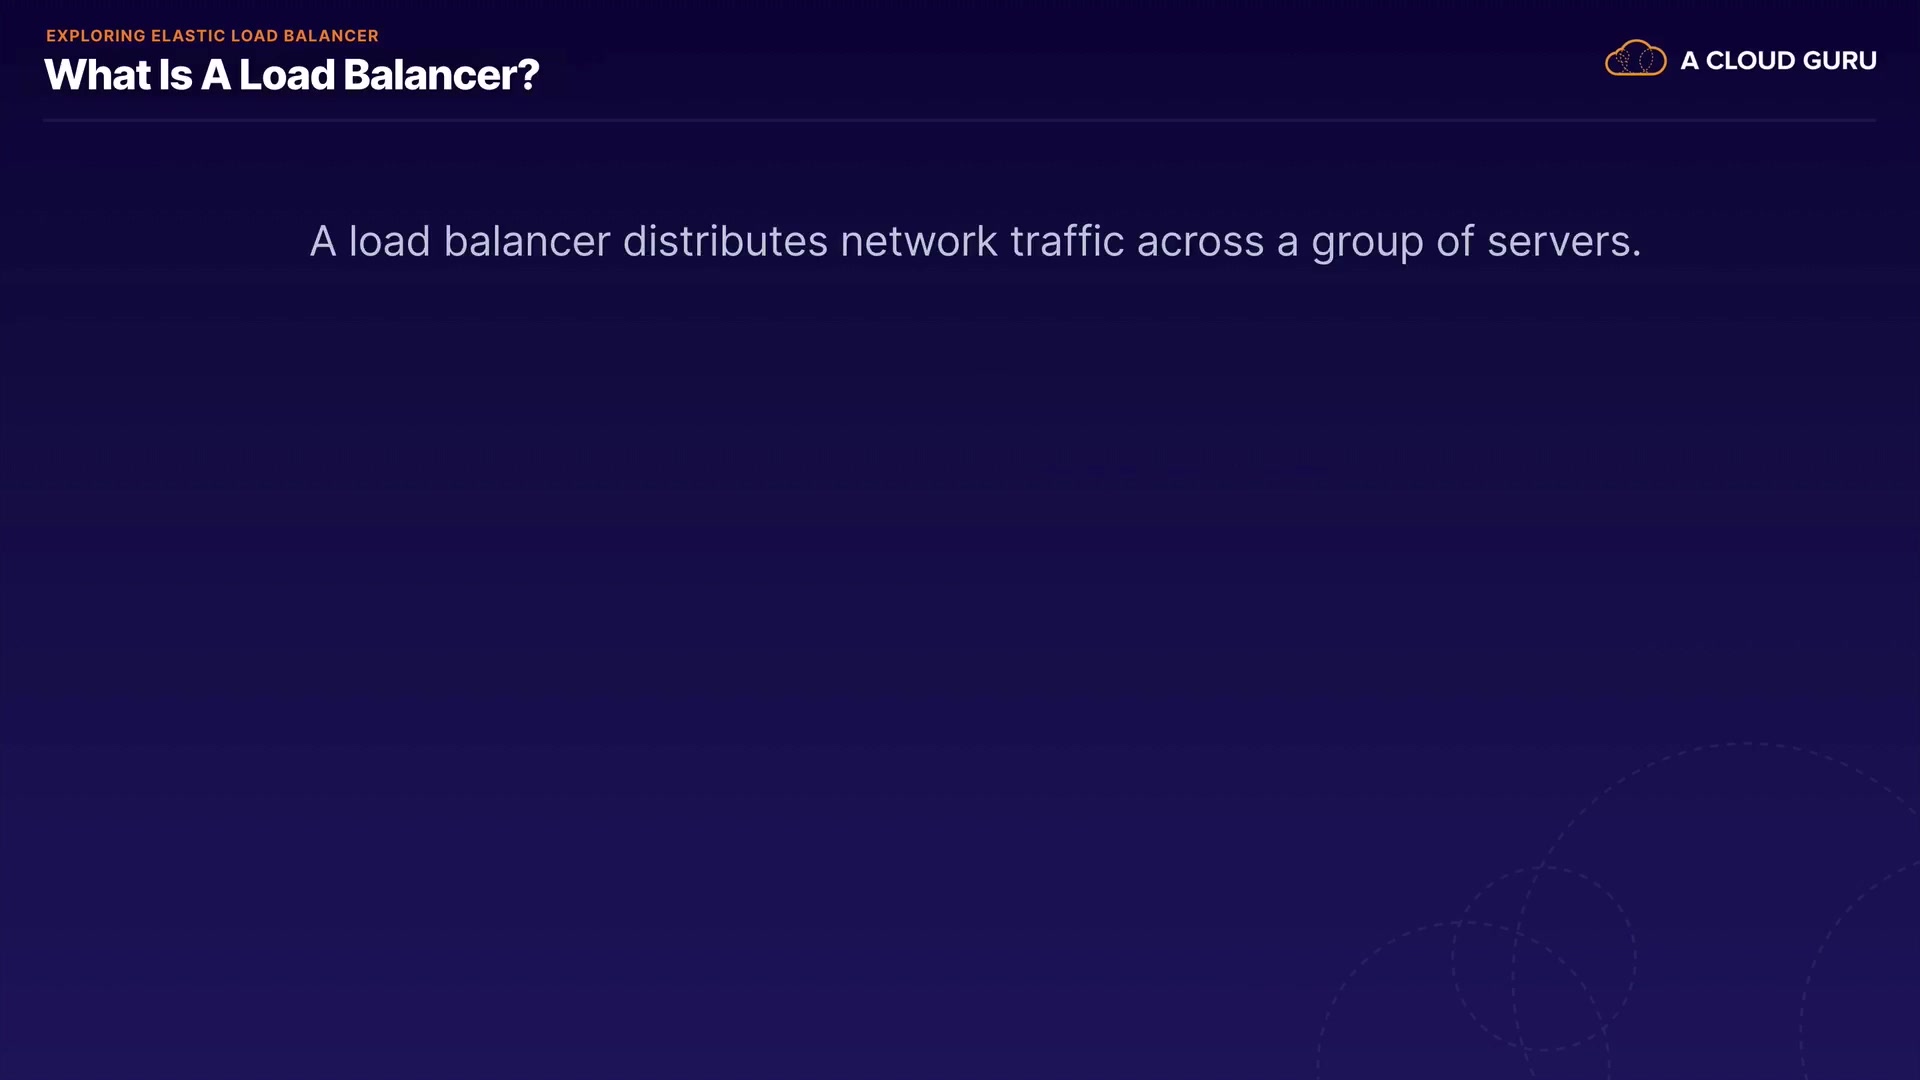 EXPLORING ELASTIC LOAD BALANCER
What Is A Load Balancer?
A CLOUD GURU
A load balancer distributes network traffic across a group of servers.